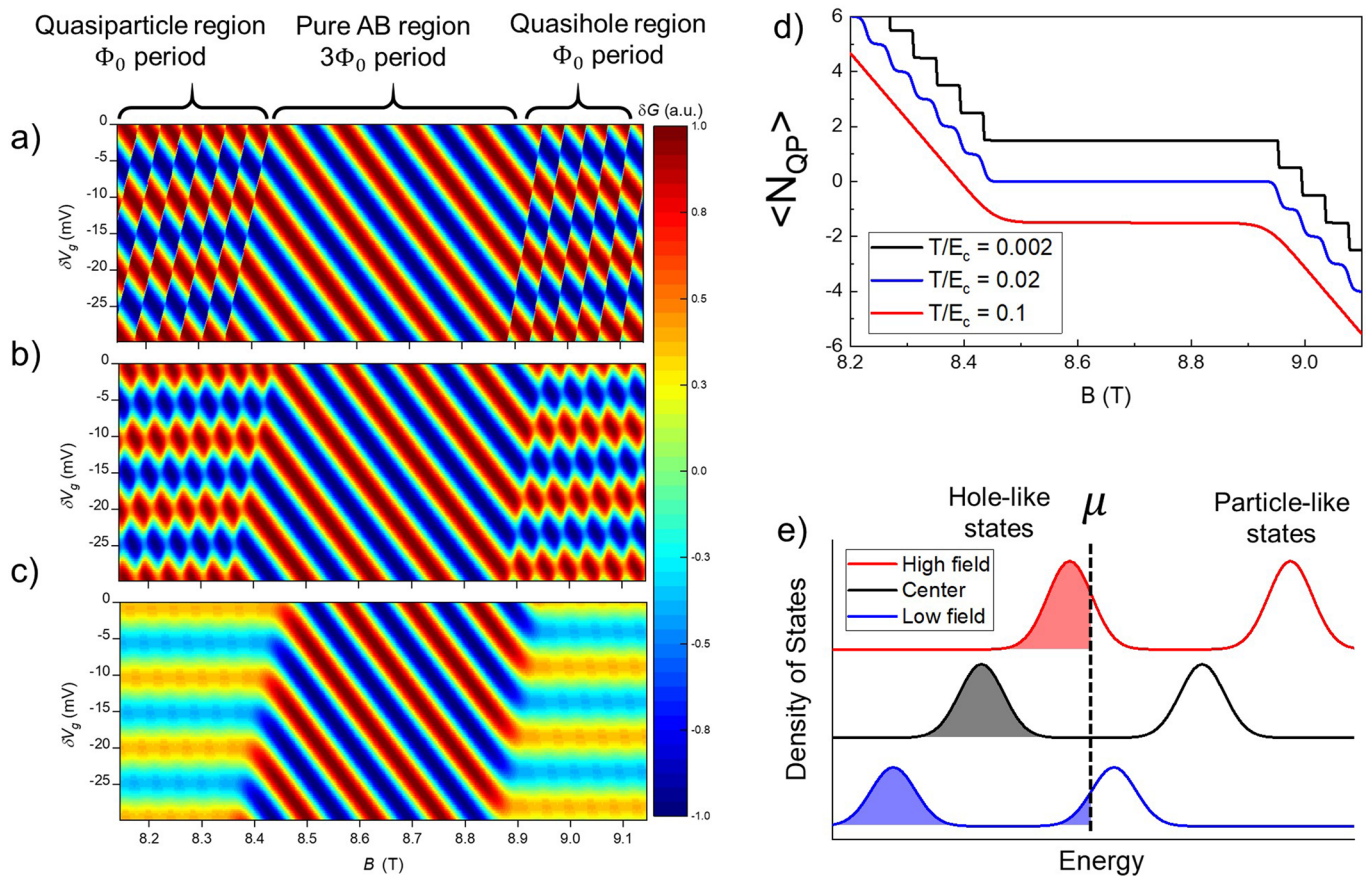 Quasiparticle region
Φ₀ period
Pure AB region
3Φ₀ period
Quasihole region
Φ₀ period
δG (a.u.)
a)
0
-5
-10
-15
-20
-25
δVg (mV)
b)
0
-5
-10
-15
-20
-25
δVg (mV)
c)
0
-5
-10
-15
-20
-25
δVg (mV)
8.2
8.3
8.4
8.5
8.6
8.7
8.8
8.9
9.0
9.1
B (T)
1.0
0.8
0.5
0.3
0.0
-0.3
-0.5
-0.8
-1.0
d)
6
4
2
0
-2
-4
-6
<NQP>
T/Ec = 0.002
T/Ec = 0.02
T/Ec = 0.1
8.2
8.4
8.6
8.8
9.0
B (T)
e)
Hole-like
states
μ
Particle-like
states
High field
Center
Low field
Density of States
Energy